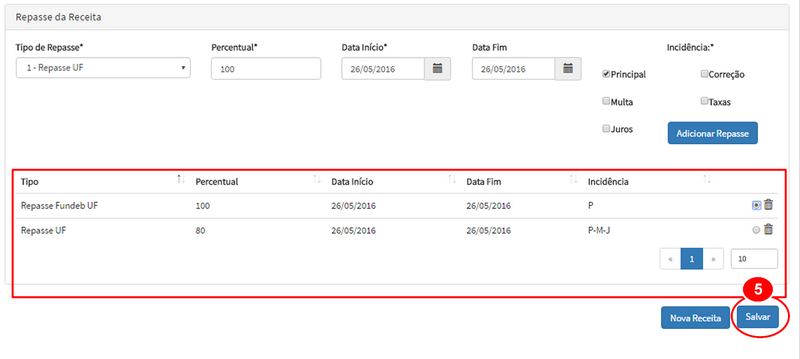 Repasse da Receita
Tipo de Repasse* Percentual* Data Início* Data Fim Incidência:*
1 - Repasse UF 100 26/05/2016 26/05/2016
Principal Correção
Multa Taxas
Juros Adicionar Repasse
Tipo Percentual Data Início Data Fim Incidência
Repasse Fundeb UF 100 26/05/2016 26/05/2016 P
Repasse UF 80 26/05/2016 26/05/2016 P-M-J
« 1 » 10
5
Nova Receita Salvar